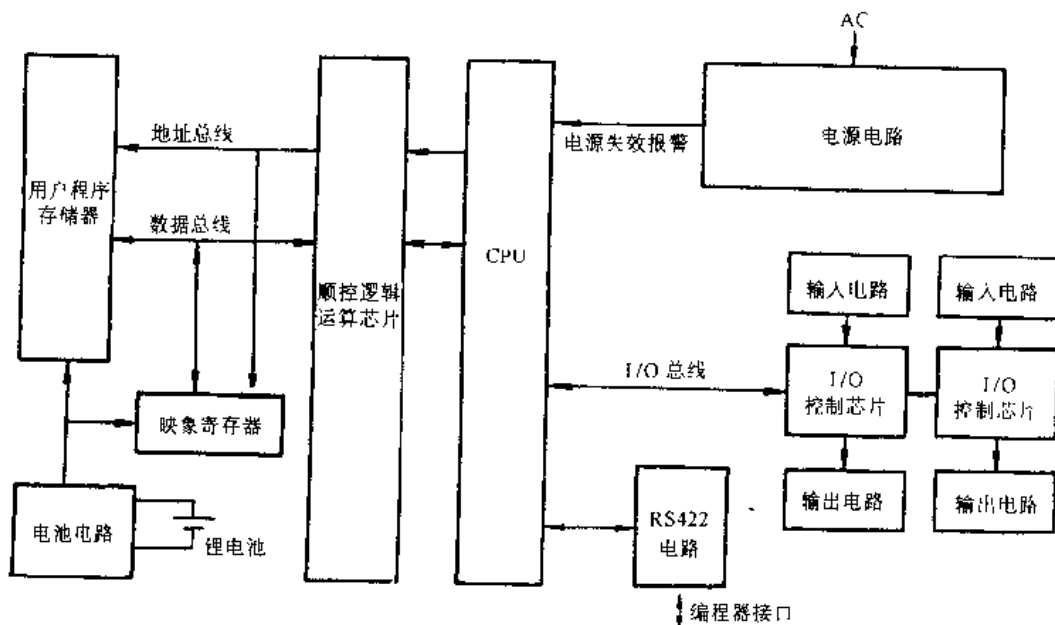 AC
电源电路
电源失效报警
地址总线
用户程序
存储器
数据总线
顺控逻辑
运算芯片
CPU
输入电路
输入电路
I/O 总线
I/O
控制芯片
I/O
控制芯片
映象寄存器
输出电路
输出电路
电池电路
锂电池
RS422
电路
编程器接口